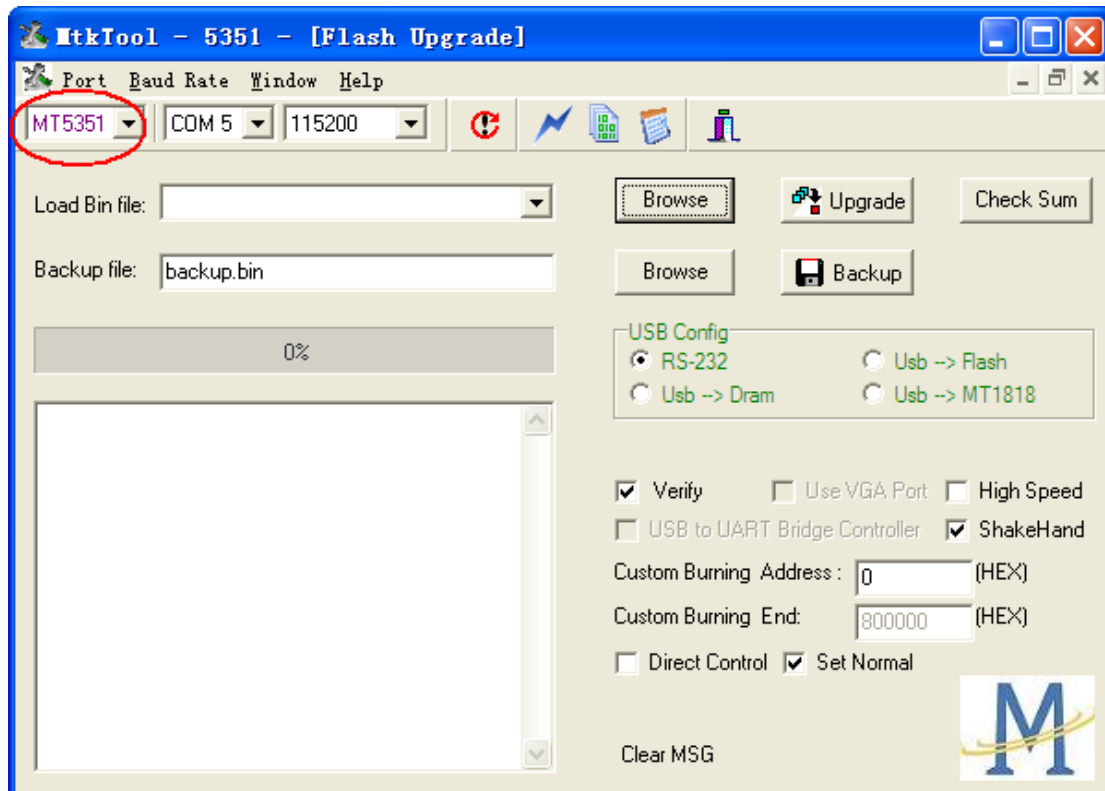 MtkTool - 5351 - [Flash Upgrade]
Port Baud Rate Window Help
MT5351 COM 5 115200
Load Bin file: Browse Upgrade Check Sum
Backup file: backup.bin Browse Backup
0%
USB Config
RS-232 Usb --> Flash
Usb --> Dram Usb --> MT1818
Verify Use VGA Port High Speed
USB to UART Bridge Controller ShakeHand
Custom Burning Address : 0 (HEX)
Custom Burning End: 800000 (HEX)
Direct Control Set Normal
Clear MSG
M